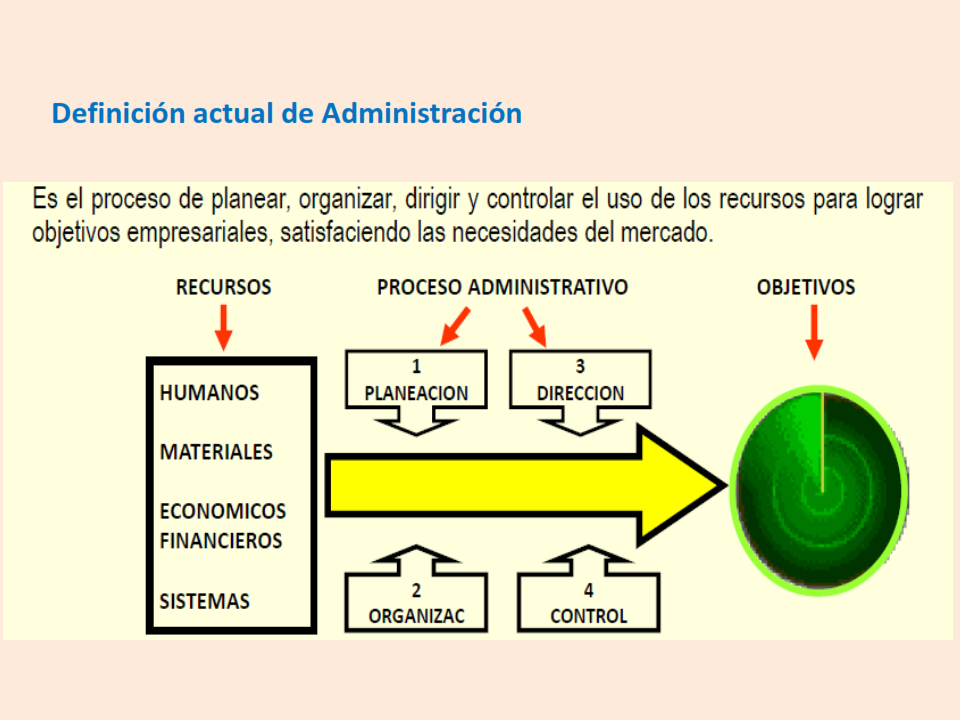 Definición actual de Administración
Es el proceso de planear, organizar, dirigir y controlar el uso de los recursos para lograr
objetivos empresariales, satisfaciendo las necesidades del mercado.
RECURSOS
PROCESO ADMINISTRATIVO
OBJETIVOS
HUMANOS
MATERIALES
ECONOMICOS
FINANCIEROS
SISTEMAS
1
PLANEACION
3
DIRECCION
2
ORGANIZAC
4
CONTROL